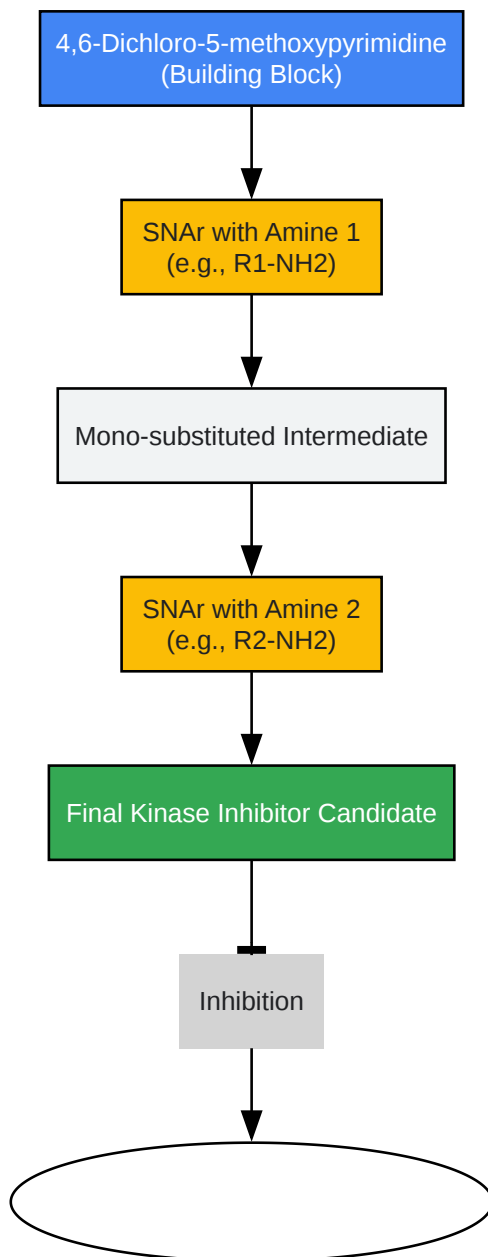 4,6-Dichloro-5-methoxypyrimidine
(Building Block)
SNAr with Amine 1
(e.g., R1-NH2)
Mono-substituted Intermediate
SNAr with Amine 2
(e.g., R2-NH2)
Final Kinase Inhibitor Candidate
Inhibition